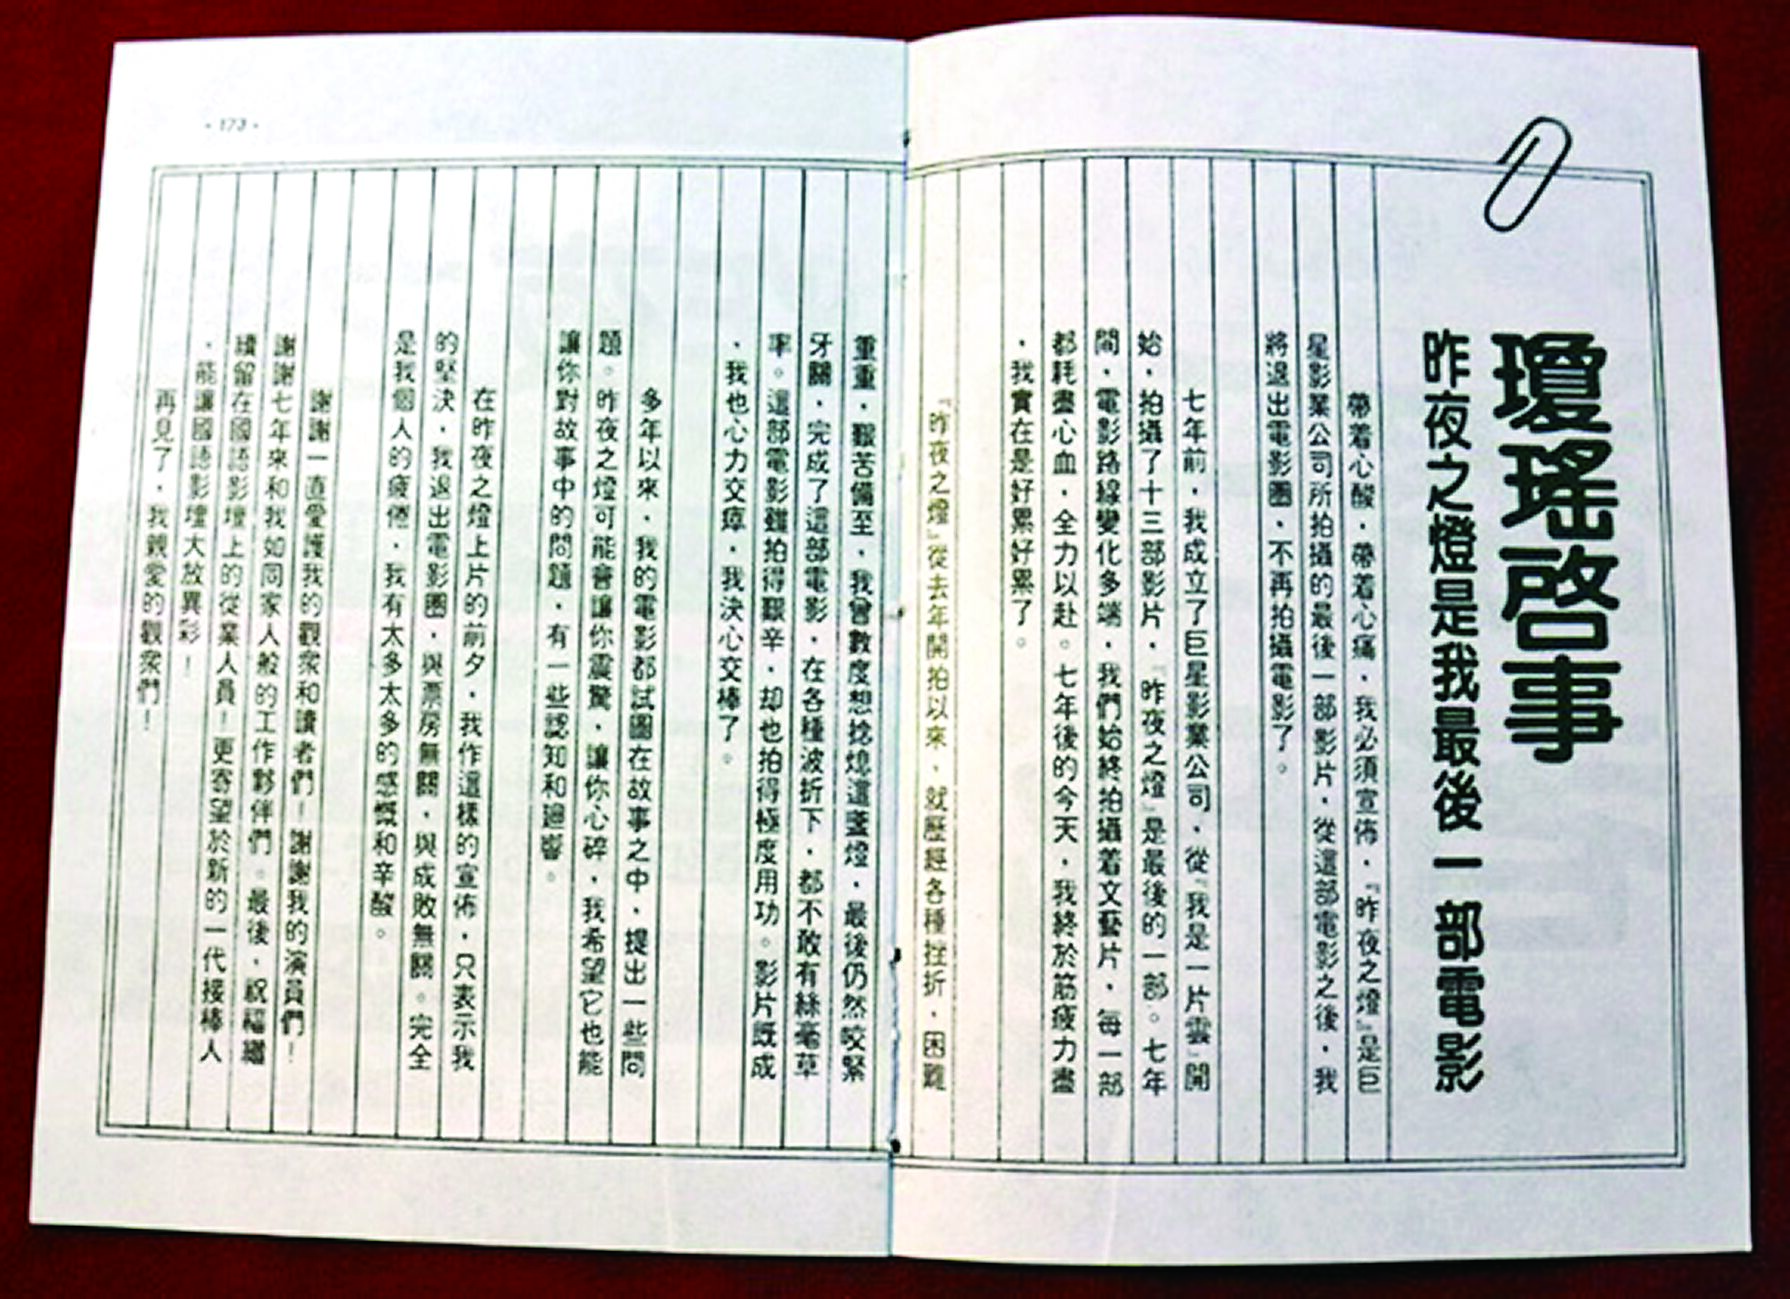 瓊瑤啓事
昨夜之燈是我最後一部電影
帶着心酸，帶着心痛，我必須宣佈，『昨夜之燈』是巨
星影業公司所拍攝的最後一部影片，從這部電影之後，我
將退出電影圈，不再拍攝電影了。
七年前，我成立了巨星影業公司，從『我是一片雲』開
始，拍攝了十三部影片，『昨夜之燈』是最後的一部。七年
間，電影路線變化多端，我們始終拍攝着文藝片，每一部
都耗盡心血，全力以赴。七年後的今天，我終於筋疲力盡
，我實在是好累好累了。
『昨夜之燈』從去年開拍以來，就歷經各種挫折，困難
重重，艱苦備至，我曾數度想捻熄這盞燈，最後仍然咬緊
牙關，完成了這部電影，在各種波折下，都不敢有絲毫草
率。這部電影雖拍得艱辛，却也拍得極度用功。影片既成
，我也心力交瘁，我決心交棒了。
多年以來，我的電影都試圖在故事之中，提出一些問
題。昨夜之燈可能會讓你震驚，讓你心碎，我希望它也能
讓你對故事中的問題，有一些認知和迴響。
在昨夜之燈上片的前夕，我作這樣的宣佈，只表示我
的堅決，我退出電影圈，與票房無關，與成敗無關。完全
是我個人的疲倦，我有太多太多的感慨和辛酸。
謝謝一直愛護我的觀衆和讀者們！謝謝我的演員們！
謝謝七年來和我如同家人般的工作夥伴們。最後，祝福繼
續留在國語影壇上的從業人員！更寄望於新的一代接棒人
，能讓國語影壇大放異彩！
再見了，我親愛的觀衆們！
·173·